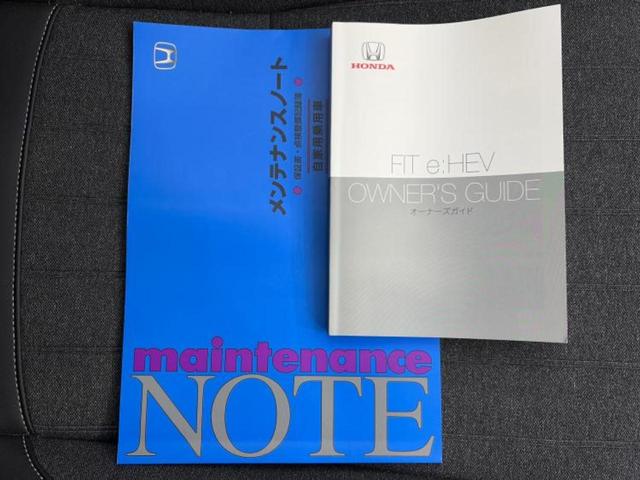 メンテナンスノート
保証書・点検整備記録簿
自家用乗用車
maintenance
NOTE
HONDA
FIT e:HEV
OWNER'S GUIDE
オーナーズガイド